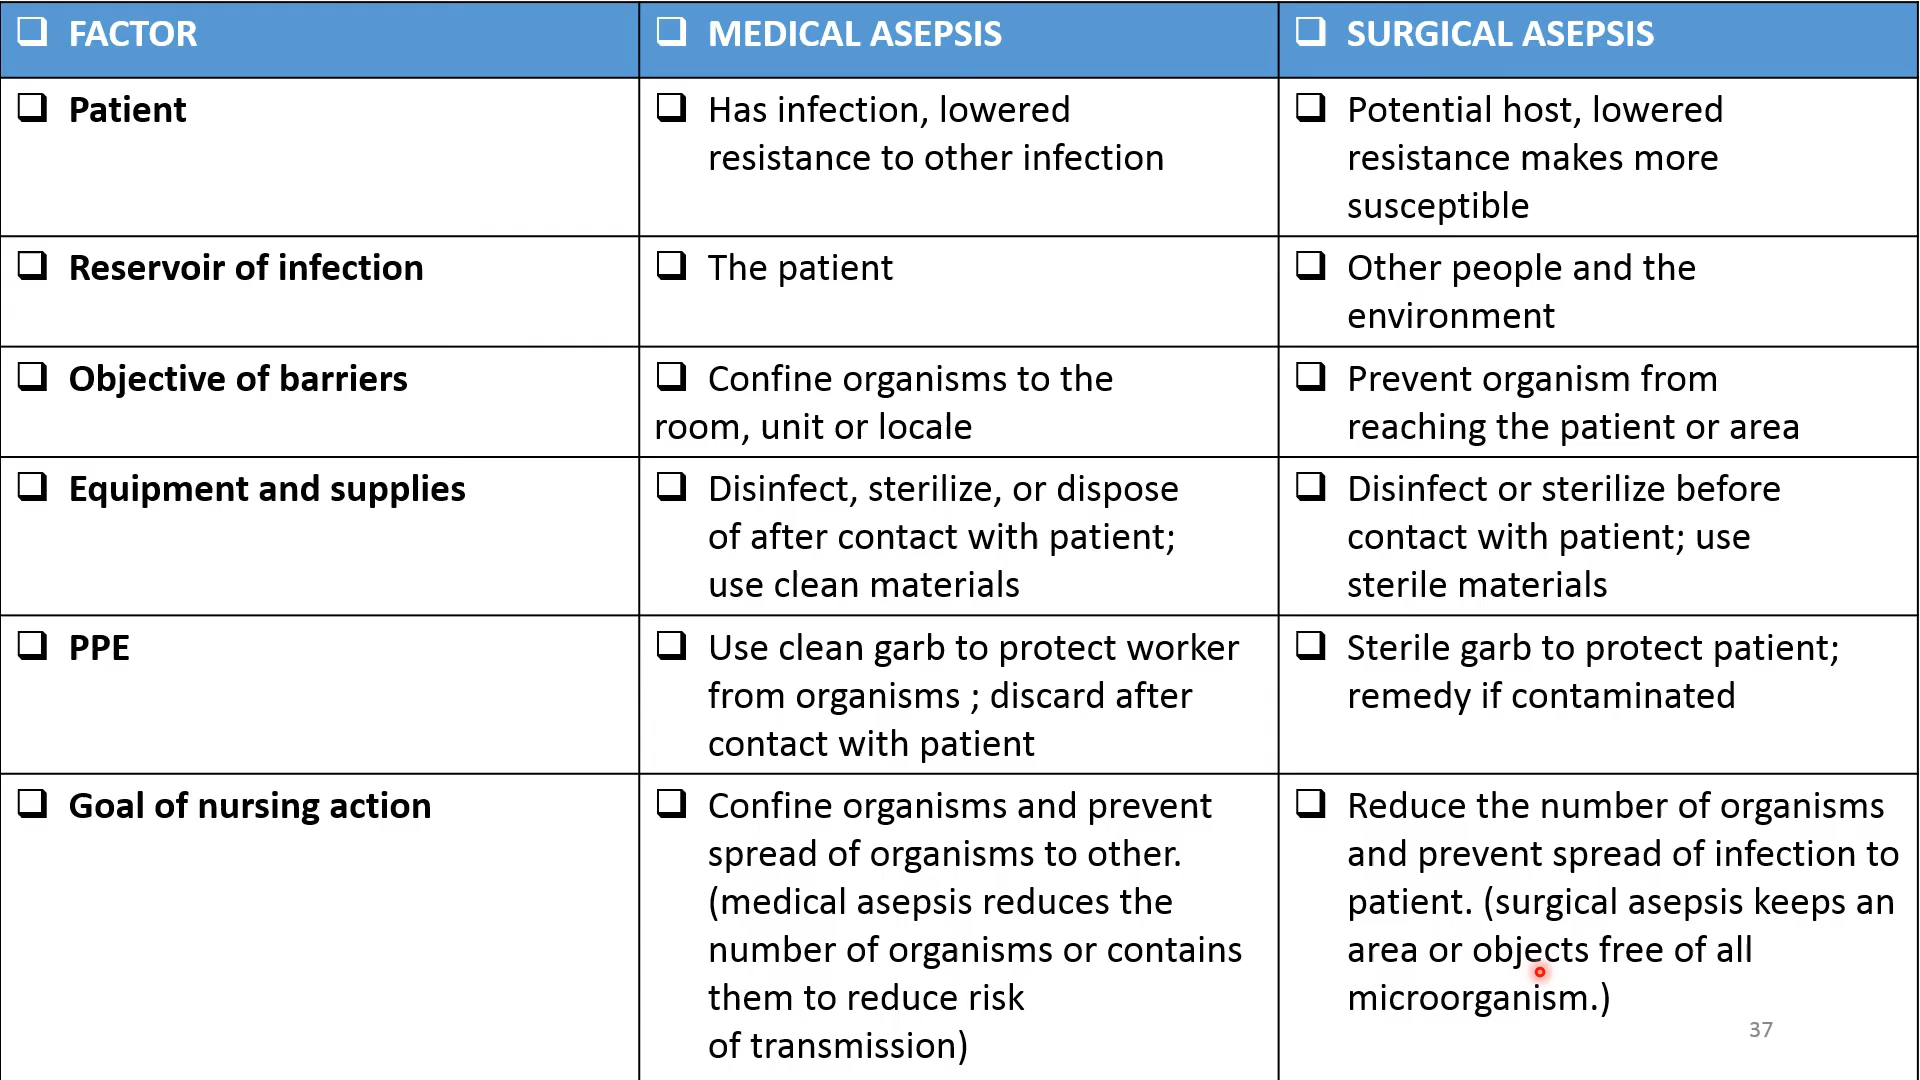 ❑ FACTOR
❑ MEDICAL ASEPSIS
❑ SURGICAL ASEPSIS
❑ Patient
❑ Has infection, lowered
resistance to other infection
❑ Potential host, lowered
resistance makes more
susceptible
❑ Reservoir of infection
❑ The patient
❑ Other people and the
environment
❑ Objective of barriers
❑ Confine organisms to the
room, unit or locale
❑ Prevent organism from
reaching the patient or area
❑ Equipment and supplies
❑ Disinfect, sterilize, or dispose
of after contact with patient;
use clean materials
❑ Disinfect or sterilize before
contact with patient; use
sterile materials
❑ PPE
❑ Use clean garb to protect worker
from organisms ; discard after
contact with patient
❑ Sterile garb to protect patient;
remedy if contaminated
❑ Goal of nursing action
❑ Confine organisms and prevent
spread of organisms to other.
(medical asepsis reduces the
number of organisms or contains
them to reduce risk
of transmission)
❑ Reduce the number of organisms
and prevent spread of infection to
patient. (surgical asepsis keeps an
area or objects free of all
microorganism.)
37